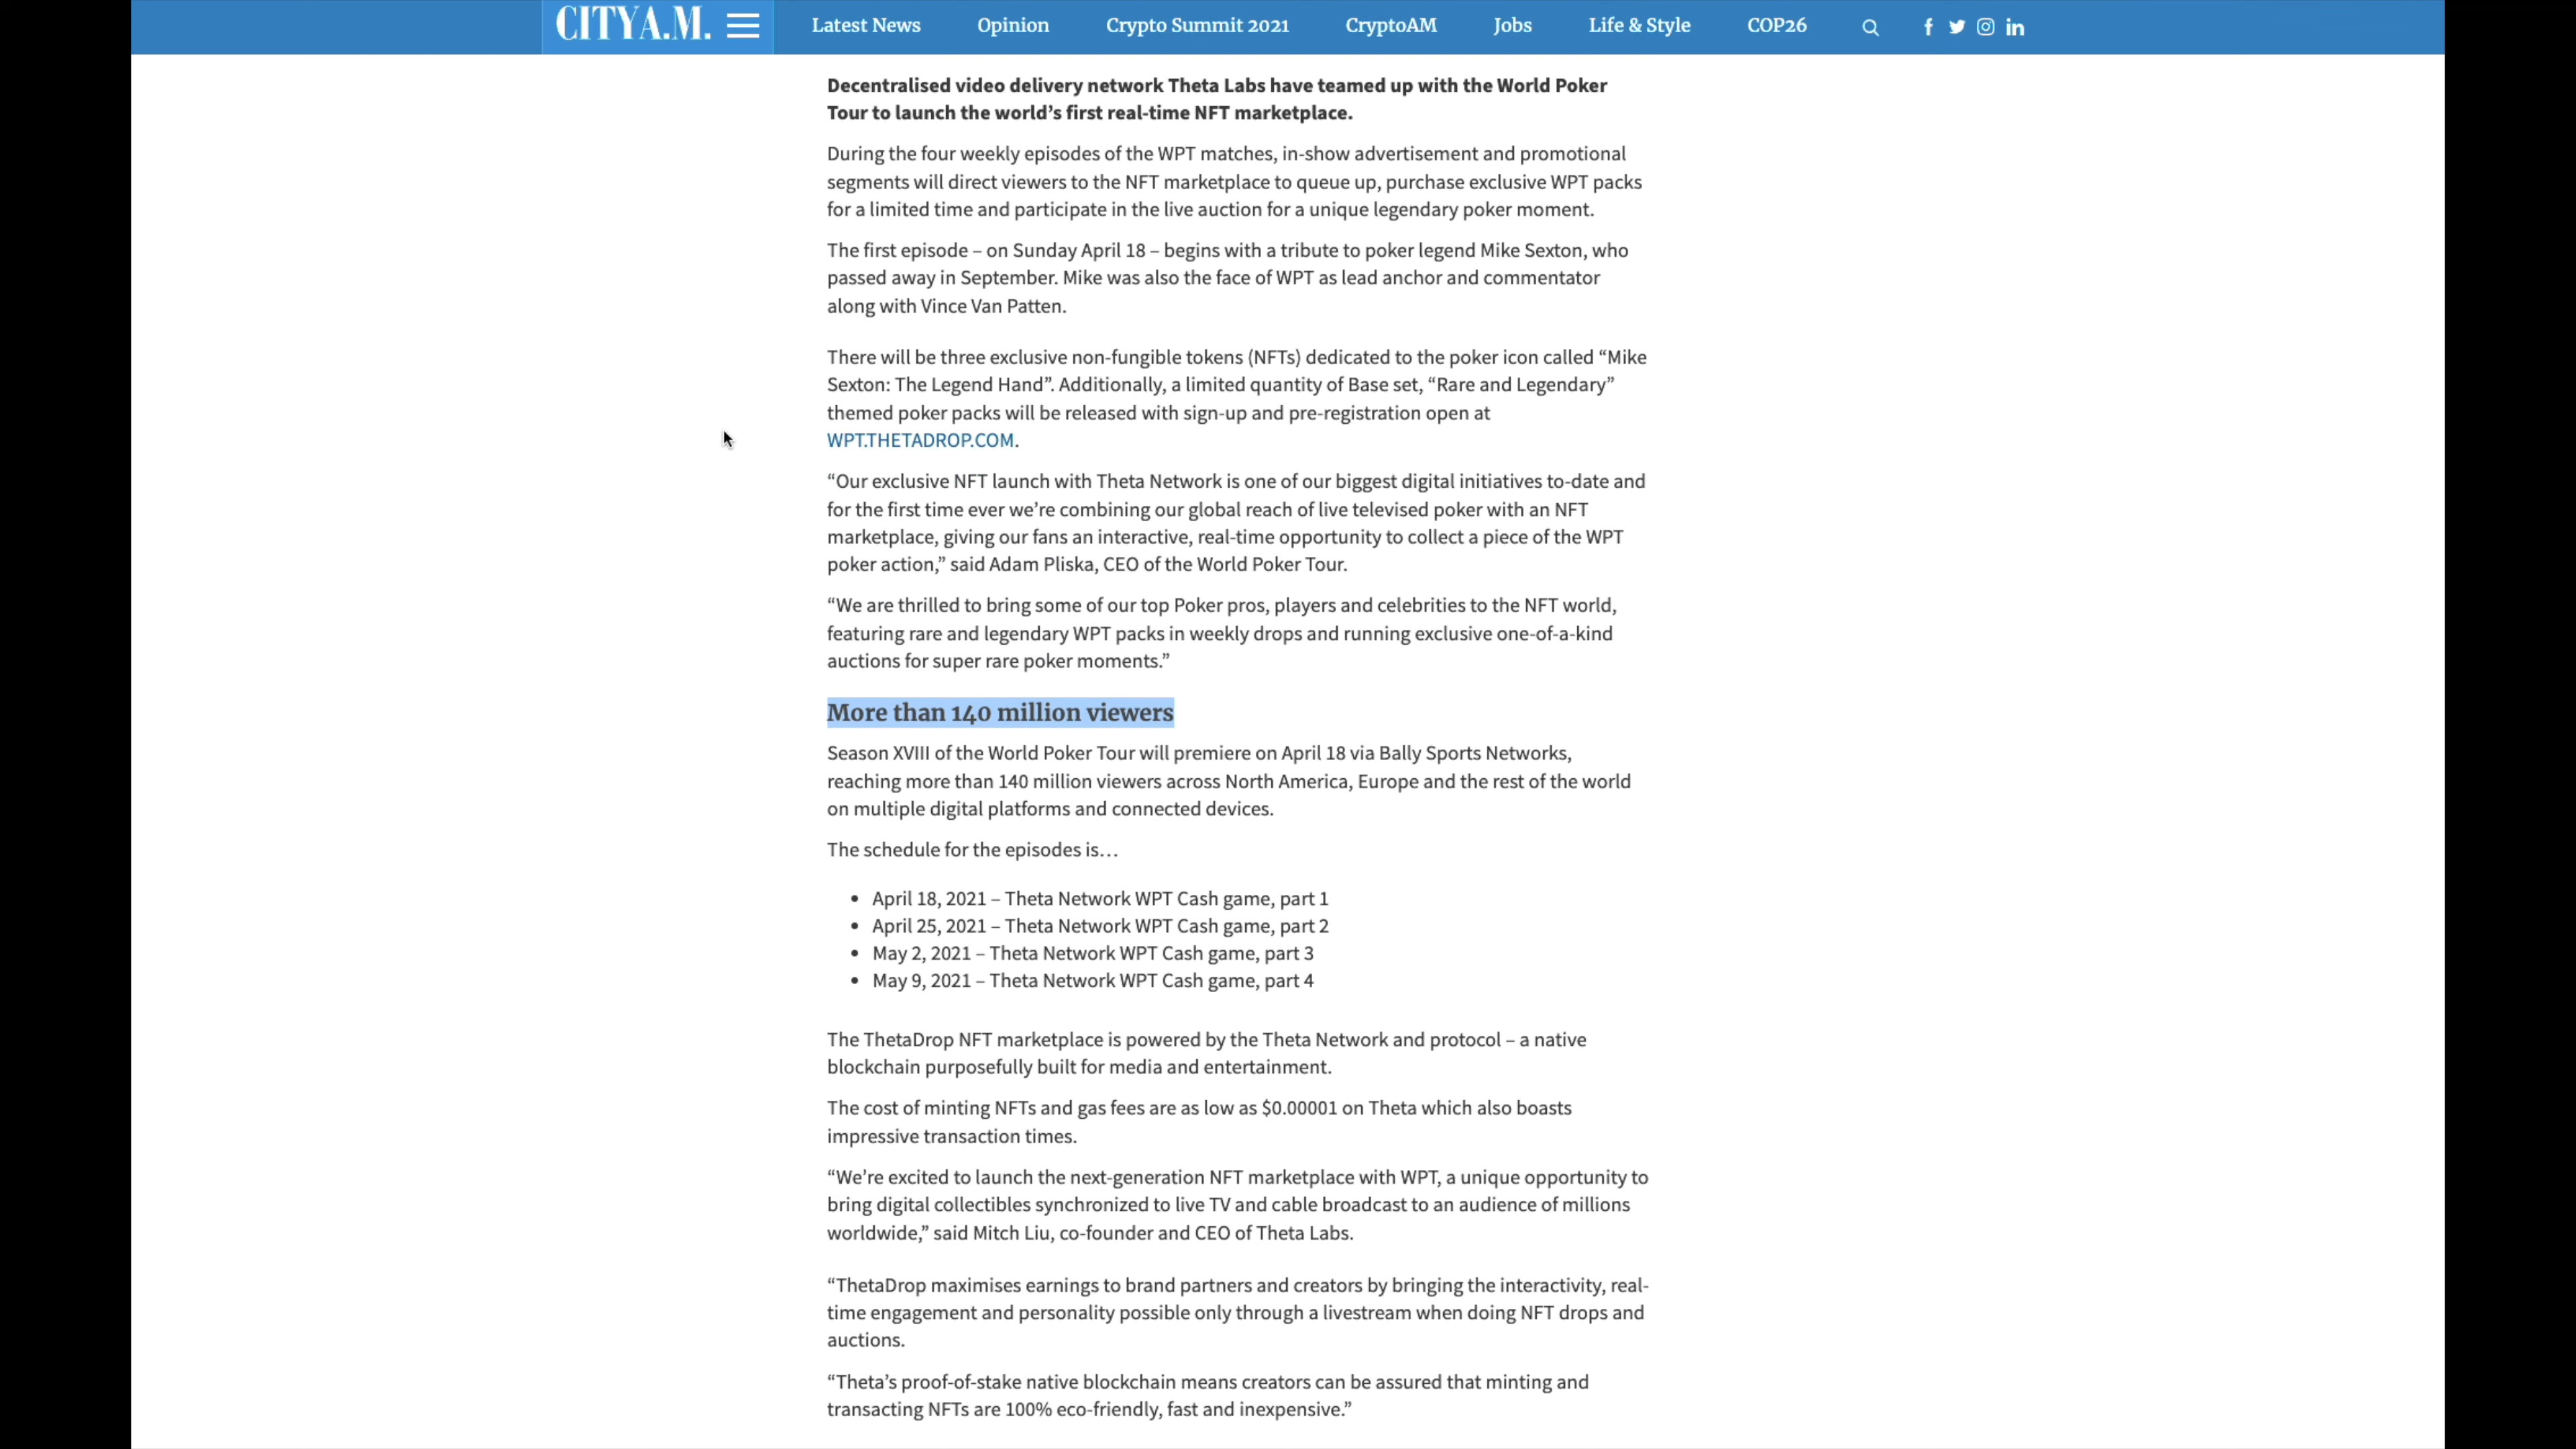 CITYA.M.
Latest News
Opinion
Crypto Summit 2021
CryptoAM
Jobs
Life & Style
COP26
Decentralised video delivery network Theta Labs have teamed up with the World Poker
Tour to launch the world’s first real-time NFT marketplace.
During the four weekly episodes of the WPT matches, in-show advertisement and promotional
segments will direct viewers to the NFT marketplace to queue up, purchase exclusive WPT packs
for a limited time and participate in the live auction for a unique legendary poker moment.
The first episode – on Sunday April 18 – begins with a tribute to poker legend Mike Sexton, who
passed away in September. Mike was also the face of WPT as lead anchor and commentator
along with Vince Van Patten.
There will be three exclusive non-fungible tokens (NFTs) dedicated to the poker icon called “Mike
Sexton: The Legend Hand”. Additionally, a limited quantity of Base set, “Rare and Legendary”
themed poker packs will be released with sign-up and pre-registration open at
WPT.THETADROP.COM.
“Our exclusive NFT launch with Theta Network is one of our biggest digital initiatives to-date and
for the first time ever we’re combining our global reach of live televised poker with an NFT
marketplace, giving our fans an interactive, real-time opportunity to collect a piece of the WPT
poker action,” said Adam Pliska, CEO of the World Poker Tour.
“We are thrilled to bring some of our top Poker pros, players and celebrities to the NFT world,
featuring rare and legendary WPT packs in weekly drops and running exclusive one-of-a-kind
auctions for super rare poker moments.”
More than 140 million viewers
Season XVIII of the World Poker Tour will premiere on April 18 via Bally Sports Networks,
reaching more than 140 million viewers across North America, Europe and the rest of the world
on multiple digital platforms and connected devices.
The schedule for the episodes is…
• April 18, 2021 – Theta Network WPT Cash game, part 1
• April 25, 2021 – Theta Network WPT Cash game, part 2
• May 2, 2021 – Theta Network WPT Cash game, part 3
• May 9, 2021 – Theta Network WPT Cash game, part 4
The ThetaDrop NFT marketplace is powered by the Theta Network and protocol – a native
blockchain purposefully built for media and entertainment.
The cost of minting NFTs and gas fees are as low as $0.00001 on Theta which also boasts
impressive transaction times.
“We’re excited to launch the next-generation NFT marketplace with WPT, a unique opportunity to
bring digital collectibles synchronized to live TV and cable broadcast to an audience of millions
worldwide,” said Mitch Liu, co-founder and CEO of Theta Labs.
“ThetaDrop maximises earnings to brand partners and creators by bringing the interactivity, real-
time engagement and personality possible only through a livestream when doing NFT drops and
auctions.
“Theta’s proof-of-stake native blockchain means creators can be assured that minting and
transacting NFTs are 100% eco-friendly, fast and inexpensive.”